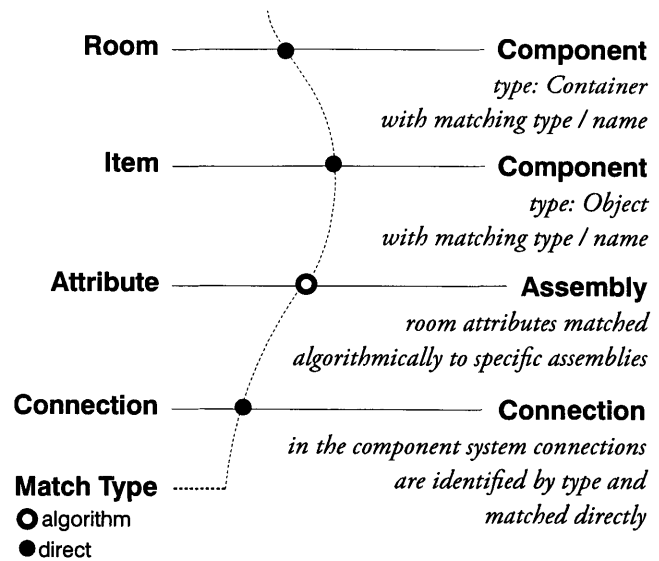 Room
Component
type: Container
with matching type / name
Item
Component
type: Object
with matching type / name
Attribute
Assembly
room attributes matched
algorithmically to specific assemblies
Connection
Connection
in the component system connections
are identified by type and
matched directly
Match Type
algorithm
direct